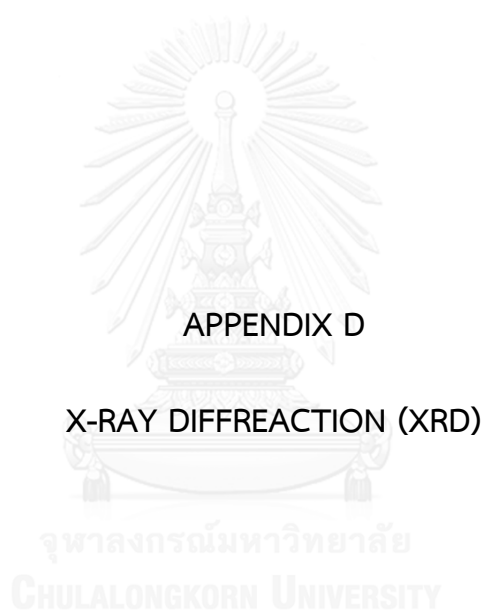 APPENDIX D
X-RAY DIFFREACTION (XRD)
จุฬาลงกรณ์มหาวิทยาลัย
CHULALONGKORN UNIVERSITY